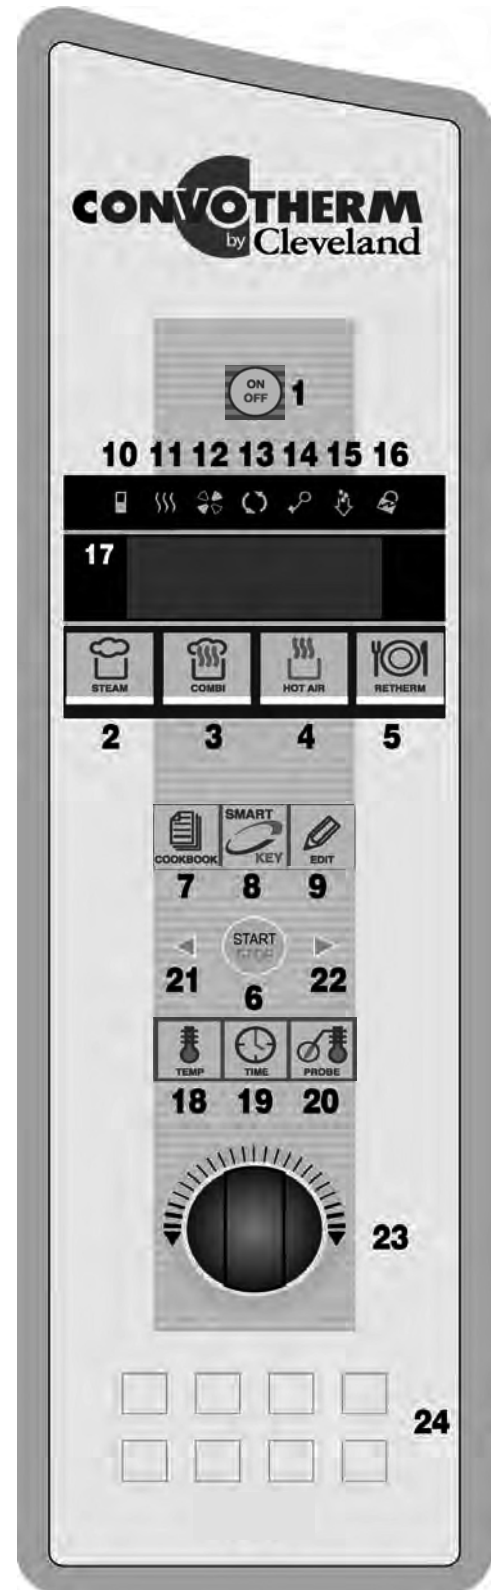 CONVOTHERM
by Cleveland
ON
OFF
1
10 11 12 13 14 15 16
17
STEAM COMBI HOT AIR RETHERM
2 3 4 5
SMART
COOKBOOK KEY EDIT
7 8 9
START
STOP
21 22
6
TEMP TIME PROBE
18 19 20
23
24